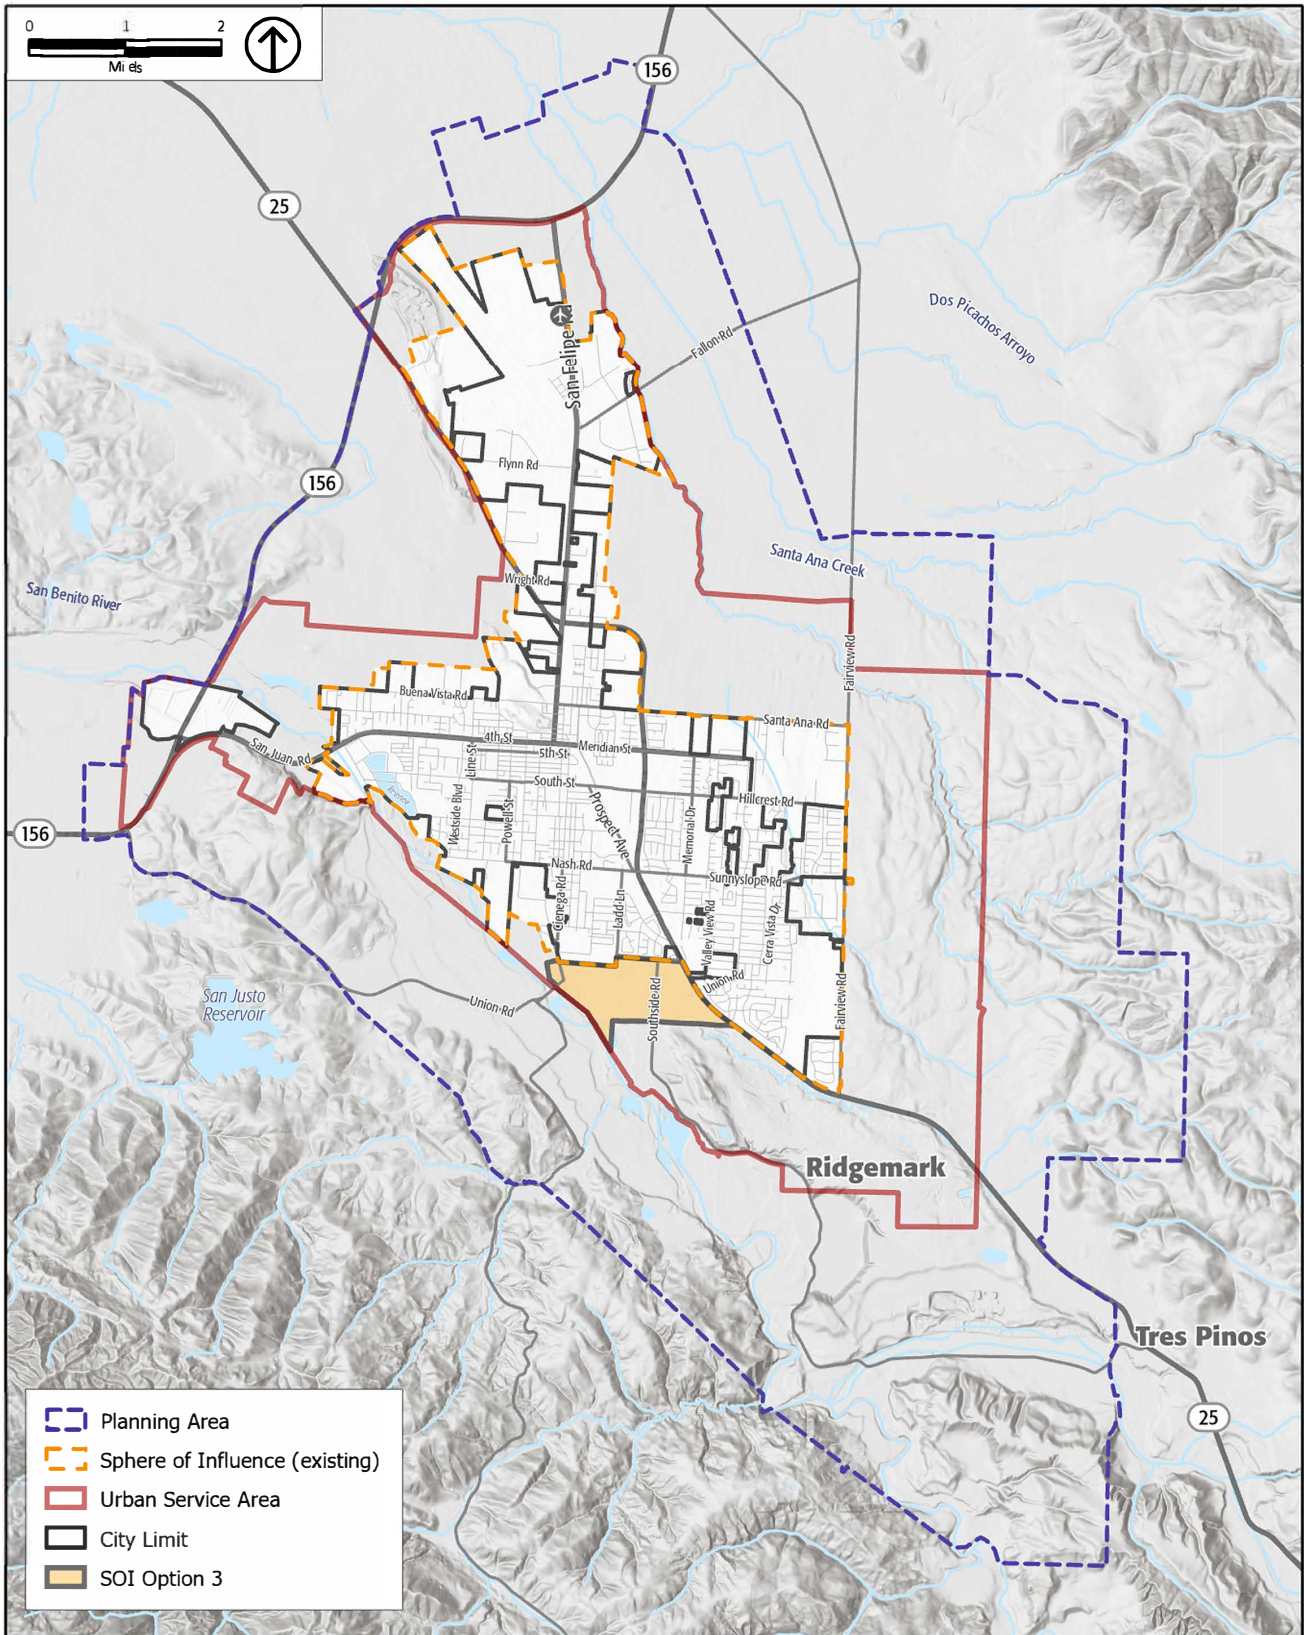 0 1 2
Mi els
156
25
Dos Picachos Arroyo
San Felipe Rd
Fallon Rd
Flynn Rd
156
Santa Ana Creek
San Benito River
Wright Rd
Fairview Rd
Buena Vista Rd
Santa Ana Rd
4th St
Meridian St
San Juan Rd
5th St
Line St
South St
Hillcrest Rd
Westside Blvd
Powell St
Prospect Ave
Memorial Dr
156
Nash Rd
Sunnyslope Rd
Cienega Rd
Ladd Ln
Valley View Rd
Cerra Vista Dr
Union Rd
San Justo
Reservoir
Union Rd
Southside Rd
Fairview Rd
Ridgemark
Tres Pinos
25
Planning Area
Sphere of Influence (existing)
Urban Service Area
City Limit
SOI Option 3